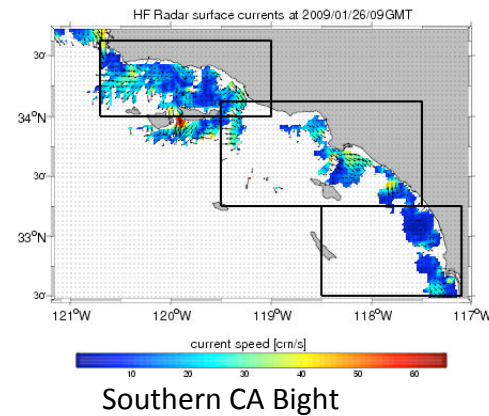 HF Radar surface currents at 2009/01/26/09GMT
30'
34°N
30'
33°N
30'
121°W 120°W 119°W 118°W 117°W
current speed [cm/s]
10 20 30 40 50 60
Southern CA Bight